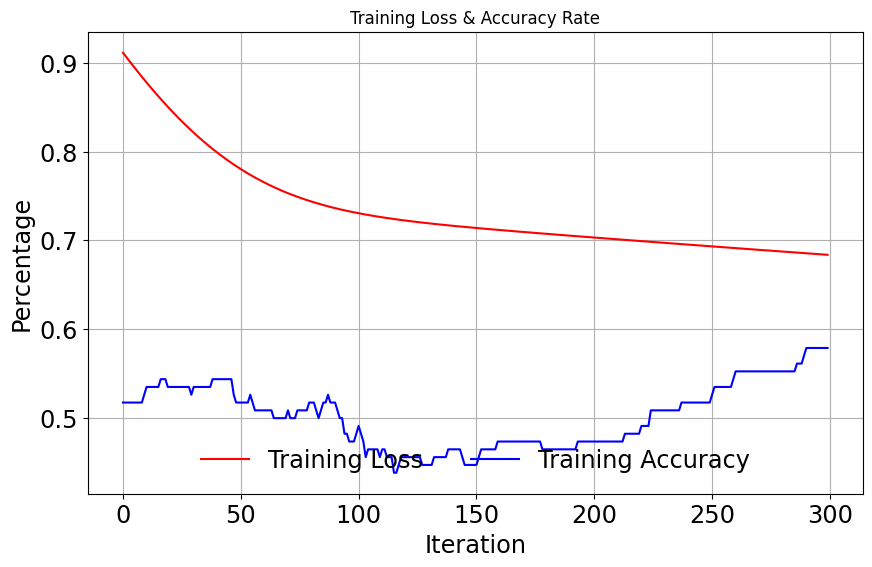 Training Loss & Accuracy Rate
0.9
0.8
0.7
0.6
0.5
Percentage
Training Loss
Training Accuracy
0 50 100 150 200 250 300
Iteration